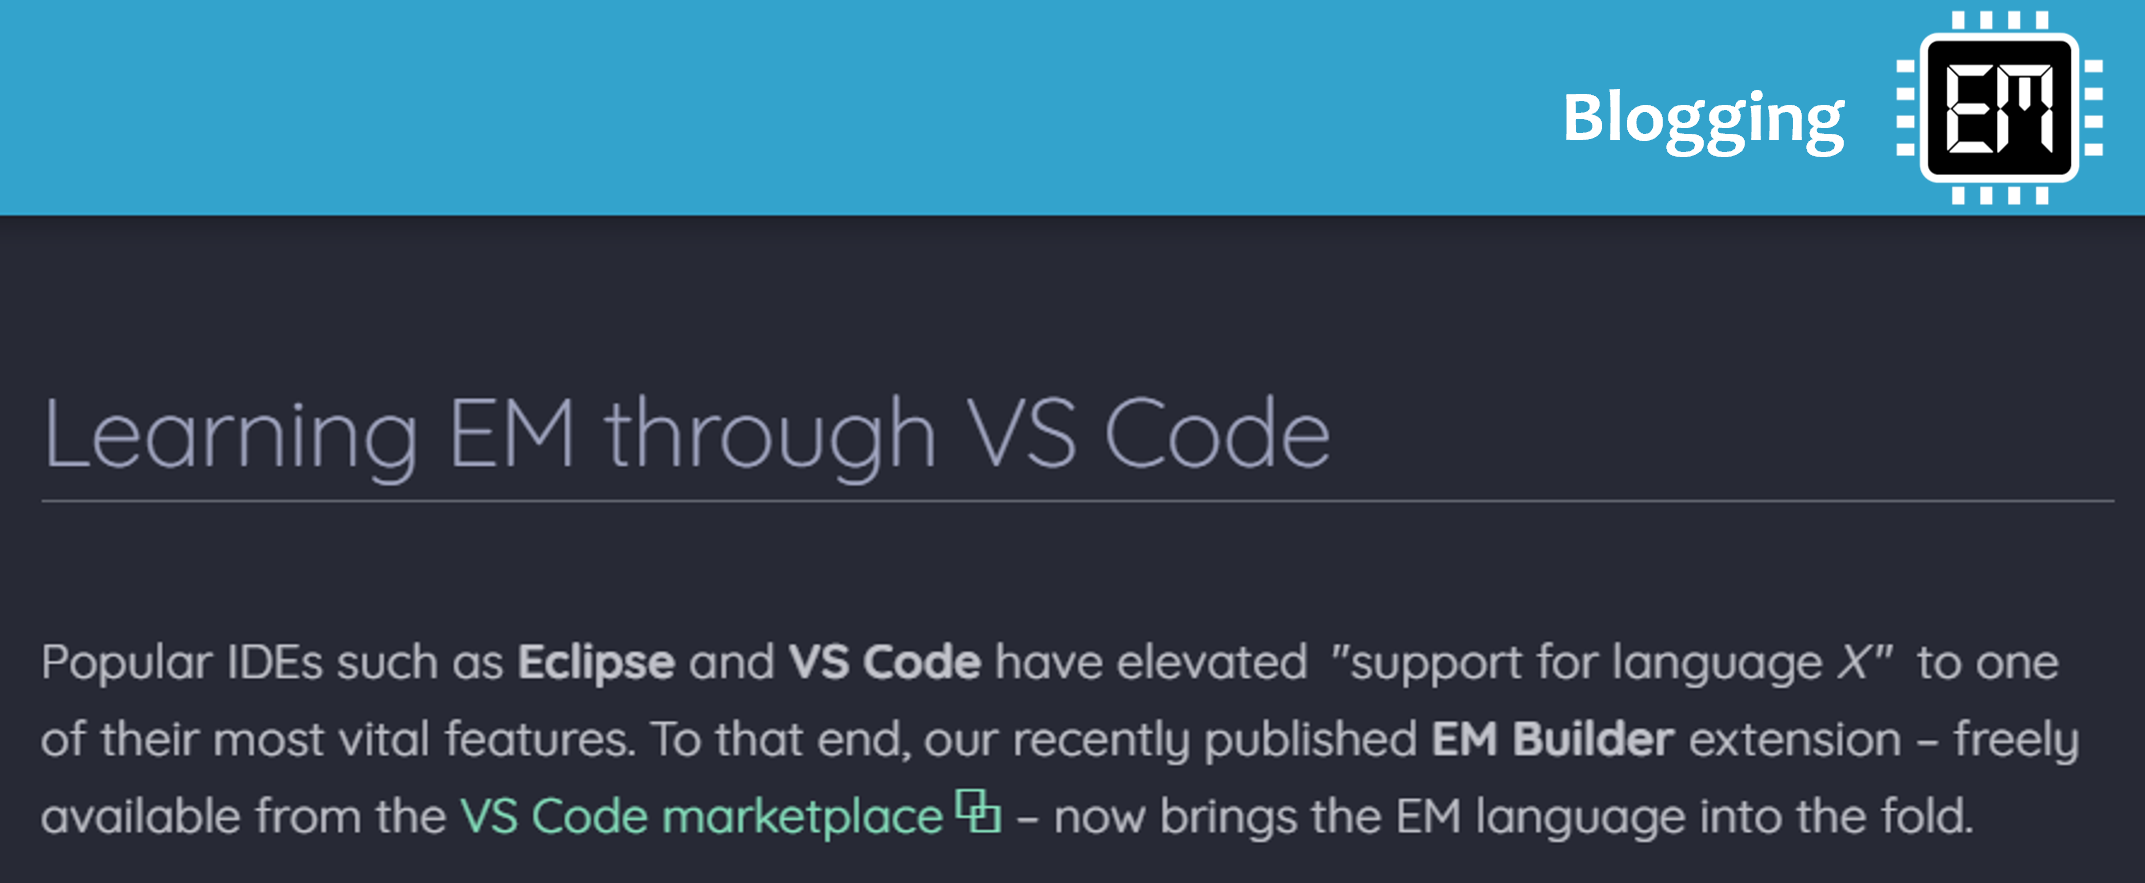 Blogging
EM
Learning EM through VS Code
Popular IDEs such as Eclipse and VS Code have elevated "support for language X" to one
of their most vital features. To that end, our recently published EM Builder extension – freely
available from the VS Code marketplace – now brings the EM language into the fold.